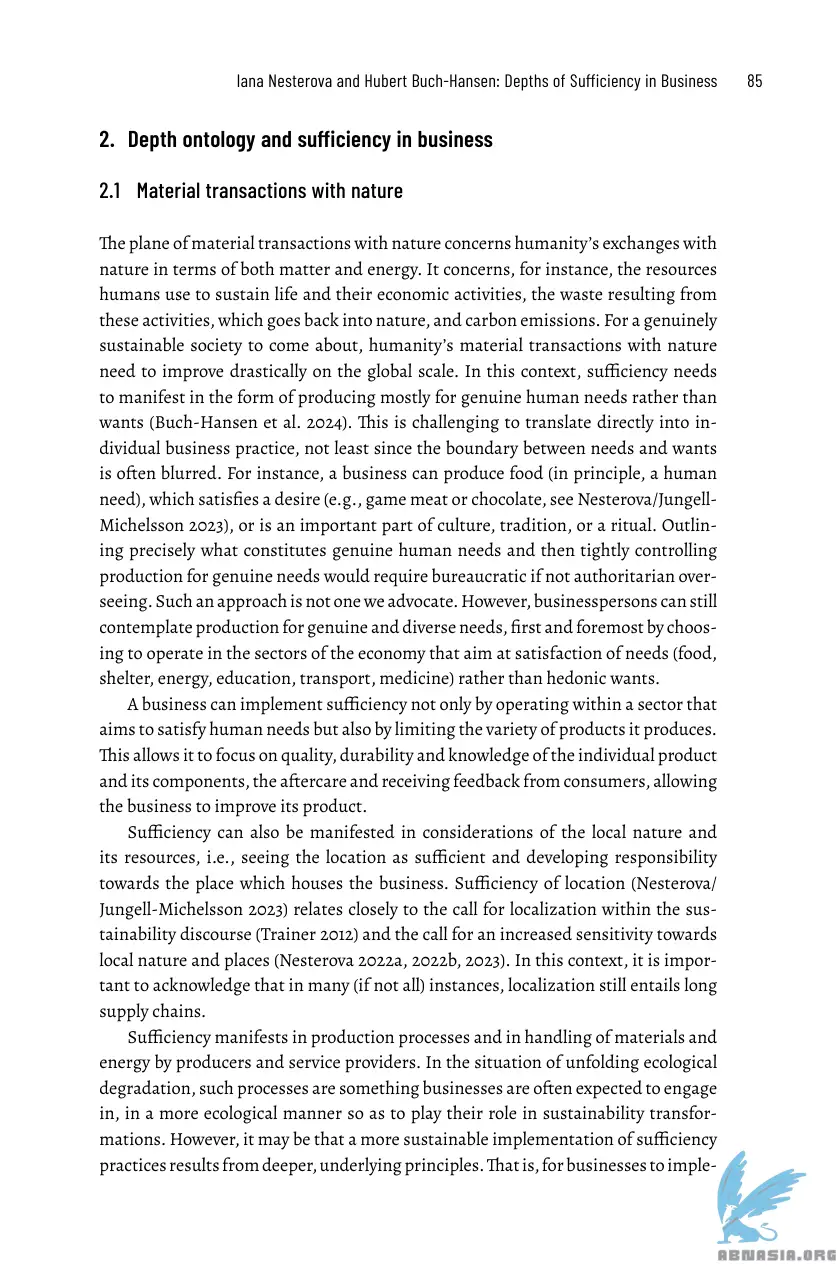 Iana Nesterova and Hubert Buch-Hansen: Depths of Sufficiency in Business 85
2. Depth ontology and sufficiency in business
2.1 Material transactions with nature
The plane of material transactions with nature concerns humanity's exchanges with
nature in terms of both matter and energy. It concerns, for instance, the resources
humans use to sustain life and their economic activities, the waste resulting from
these activities, which goes back into nature, and carbon emissions. For a genuinely
sustainable society to come about, humanity's material transactions with nature
need to improve drastically on the global scale. In this context, sufficiency needs
to manifest in the form of producing mostly for genuine human needs rather than
wants (Buch-Hansen et al. 2024). This is challenging to translate directly into in-
dividual business practice, not least since the boundary between needs and wants
is often blurred. For instance, a business can produce food (in principle, a human
need), which satisfies a desire (e.g., game meat or chocolate, see Nesterova/Jungell-
Michelsson 2023), or is an important part of culture, tradition, or a ritual. Outlin-
ing precisely what constitutes genuine human needs and then tightly controlling
production for genuine needs would require bureaucratic if not authoritarian over-
seeing. Such an approach is not one we advocate. However, businesspersons can still
contemplate production for genuine and diverse needs, first and foremost by choos-
ing to operate in the sectors of the economy that aim at satisfaction of needs (food,
shelter, energy, education, transport, medicine) rather than hedonic wants.
A business can implement sufficiency not only by operating within a sector that
aims to satisfy human needs but also by limiting the variety of products it produces.
This allows it to focus on quality, durability and knowledge of the individual product
and its components, the aftercare and receiving feedback from consumers, allowing
the business to improve its product.
Sufficiency can also be manifested in considerations of the local nature and
its resources, i.e., seeing the location as sufficient and developing responsibility
towards the place which houses the business. Sufficiency of location (Nesterova/
Jungell-Michelsson 2023) relates closely to the call for localization within the sus-
tainability discourse (Trainer 2012) and the call for an increased sensitivity towards
local nature and places (Nesterova 2022a, 2022b, 2023). In this context, it is impor-
tant to acknowledge that in many (if not all) instances, localization still entails long
supply chains.
Sufficiency manifests in production processes and in handling of materials and
energy by producers and service providers. In the situation of unfolding ecological
degradation, such processes are something businesses are often expected to engage
in, in a more ecological manner so as to play their role in sustainability transfor-
mations. However, it may be that a more sustainable implementation of sufficiency
practices results from deeper, underlying principles. That is, for businesses to imple-
ABNASIA.ORG